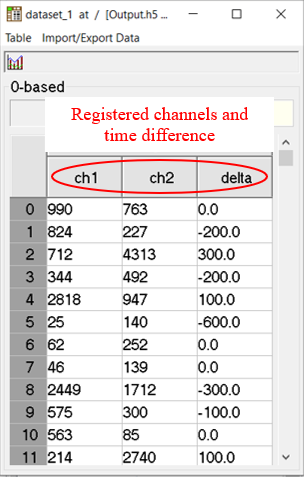 dataset_1 at / [Output.h5 ...
Table Import/Export Data
0-based
Registered channels and
time difference
ch1 ch2 delta
0 990 763 0.0
1 824 227 -200.0
2 712 4313 300.0
3 344 492 -200.0
4 2818 947 100.0
5 25 140 -600.0
6 62 252 0.0
7 46 139 0.0
8 2449 1712 -300.0
9 575 300 -100.0
10 563 85 0.0
11 214 2740 100.0